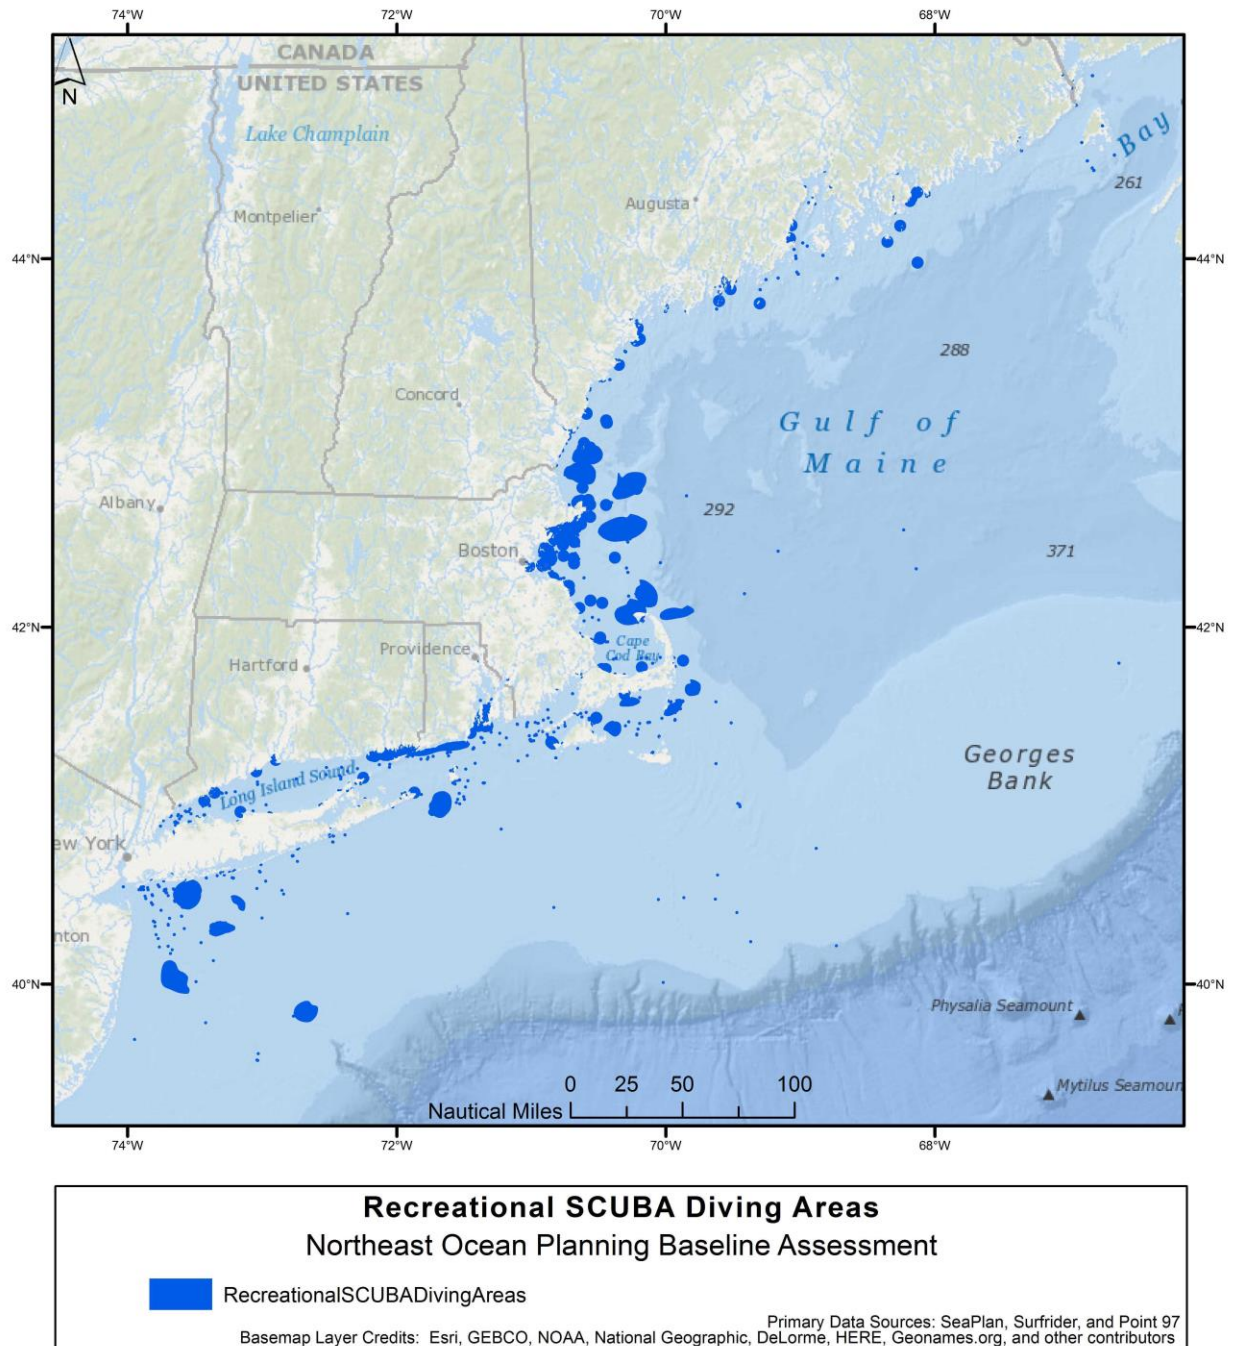 74°W 72°W 70°W 68°W
CANADA
UNITED STATES
N
Lake Champlain
Bay
261
Montpelier
Augusta
44°N 44°N
288
Concord
Gulf of
Maine
Albany
292
Boston
371
42°N 42°N
Cape
Cod Bay
Providence
Hartford
Georges
Bank
Long Island Sound
ew York
nton
40°N 40°N
Physalia Seamount
Mytilus Seamoun
0 25 50 100
Nautical Miles
74°W 72°W 70°W 68°W
Recreational SCUBA Diving Areas
Northeast Ocean Planning Baseline Assessment
RecreationalSCUBADivingAreas
Primary Data Sources: SeaPlan, Surfrider, and Point 97
Basemap Layer Credits: Esri, GEBCO, NOAA, National Geographic, DeLorme, HERE, Geonames.org, and other contributors